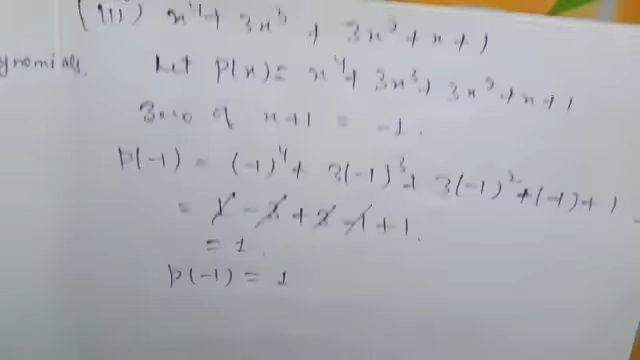 (iii) x⁴ + 3x³ + 3x² + x + 1
ynomials.
Let p(x) = x⁴ + 3x³ + 3x² + x + 1
Zero of x+1 = -1.
p(-1) = (-1)⁴ + 3(-1)³ + 3(-1)² + (-1) + 1
= 1 - 3 + 3 - 1 + 1.
= 1
p(-1) = 1